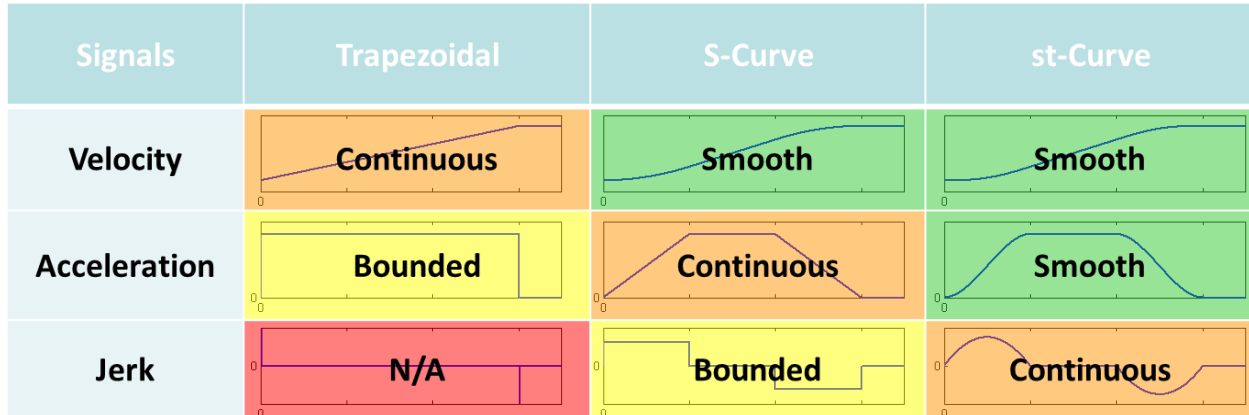 Signals Trapezoidal S-Curve st-Curve
Velocity Continuous Smooth Smooth
0 0 0
Acceleration Bounded Continuous Smooth
0 0 0
0 0 0
Jerk N/A Bounded Continuous
0 0 0